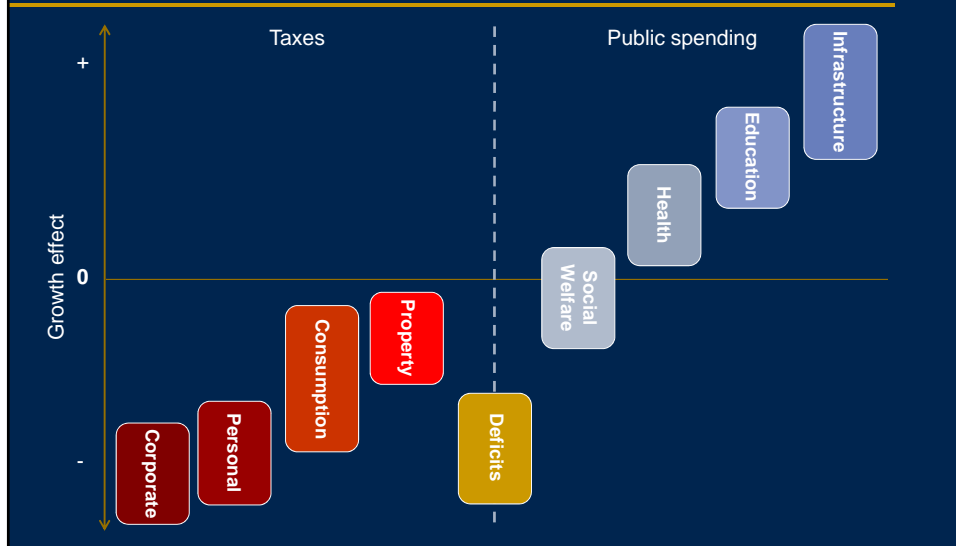 Taxes
Public spending
+
Growth effect
0
-
Corporate
Personal
Consumption
Property
Deficits
Social
Welfare
Health
Education
Infrastructure